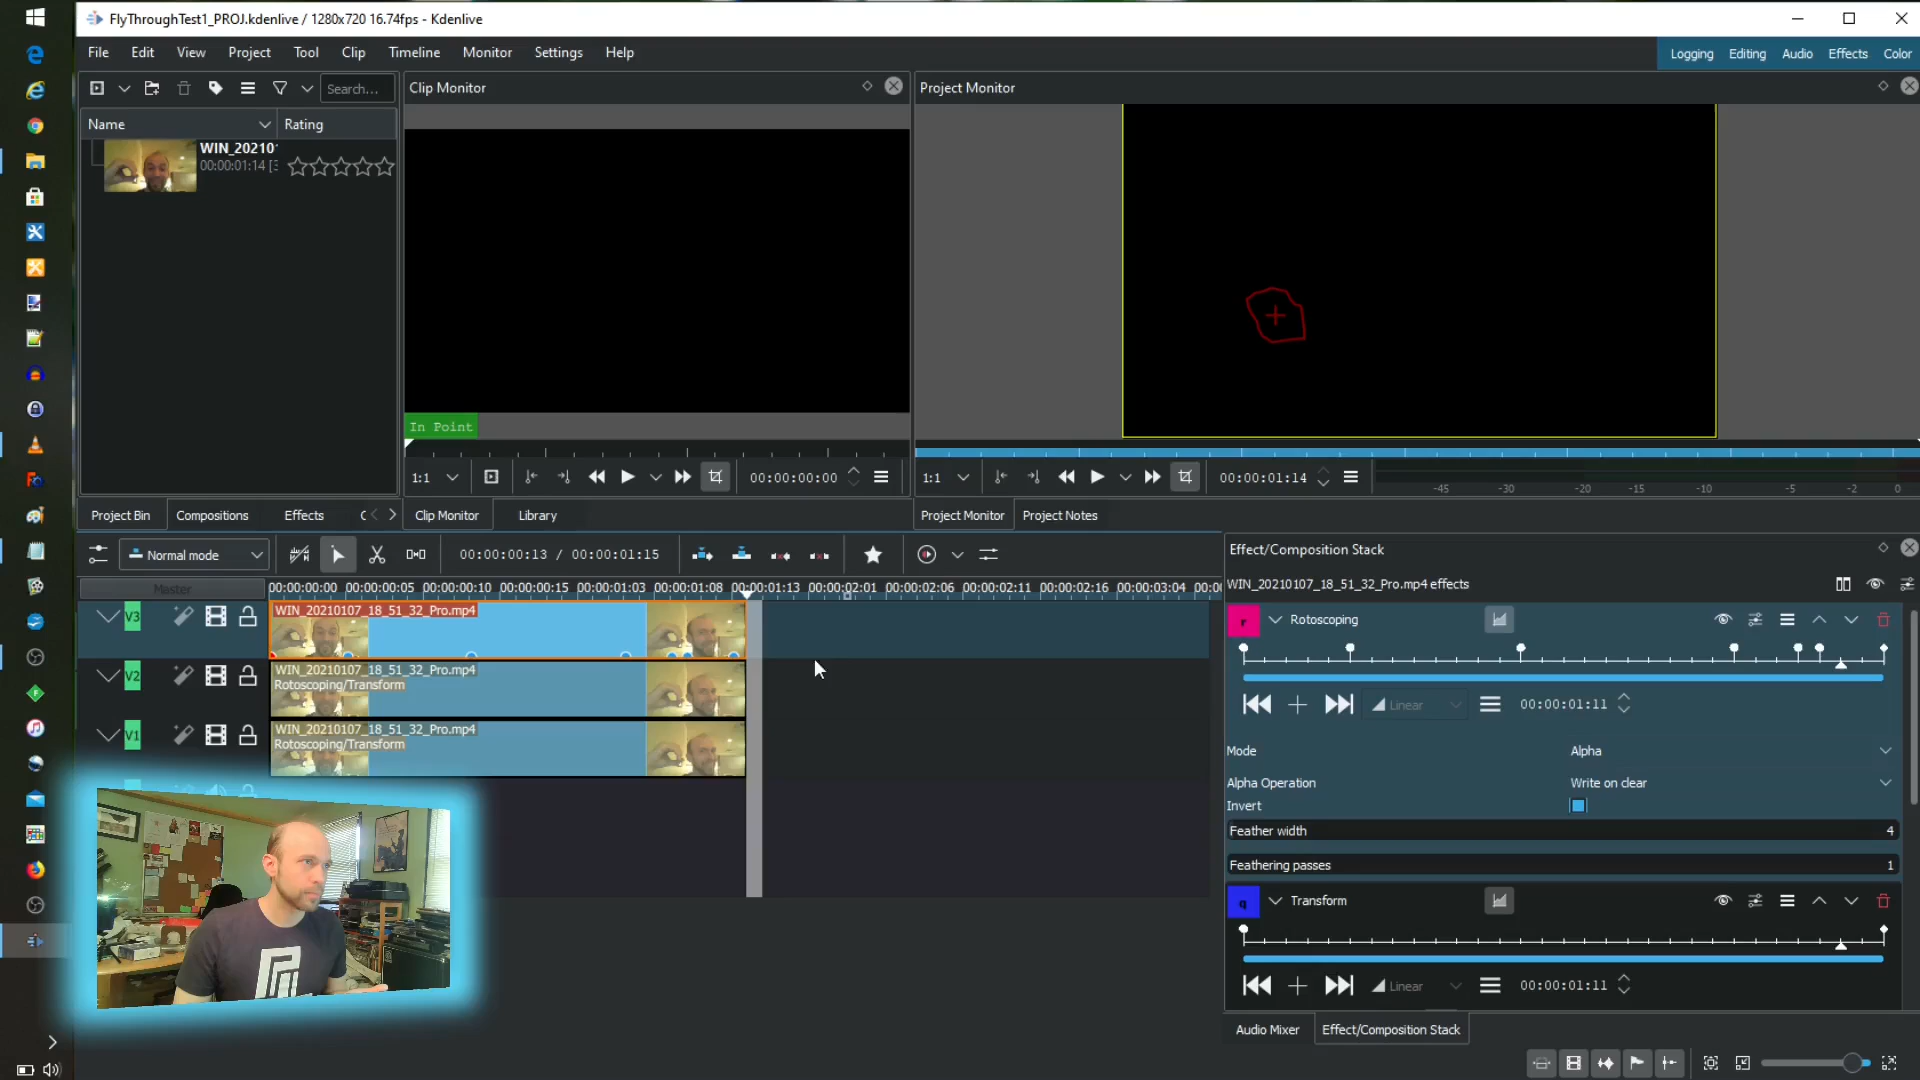 FlyThroughTest1_PROJ.kdenlive / 1280x720 16.74fps - Kdenlive
File Edit View Project Tool Clip Timeline Monitor Settings Help
Logging Editing Audio Effects Color
Search...
Clip Monitor
Project Monitor
Name Rating
WIN_20210
00:00:01:14
In Point
1:1 00:00:00:00
1:1 00:00:01:14
-45 -30 -20 -15 -10 -5 -2 0
Project Bin Compositions Effects Clip Monitor Library
Project Monitor Project Notes
Normal mode 00:00:00:13 / 00:00:01:15
Effect/Composition Stack
WIN_20210107_18_51_32_Pro.mp4 effects
Master
00:00:00:00 00:00:00:05 00:00:00:10 00:00:00:15 00:00:01:03 00:00:01:08 00:00:01:13 00:00:02:01 00:00:02:06 00:00:02:11 00:00:02:16 00:00:03:04
V3
WIN_20210107_18_51_32_Pro.mp4
V2
WIN_20210107_18_51_32_Pro.mp4
Rotoscoping/Transform
V1
WIN_20210107_18_51_32_Pro.mp4
Rotoscoping/Transform
r Rotoscoping
Linear 00:00:01:11
Mode Alpha
Alpha Operation Write on clear
Invert
Feather width 4
Feathering passes 1
q Transform
Linear 00:00:01:11
Audio Mixer Effect/Composition Stack